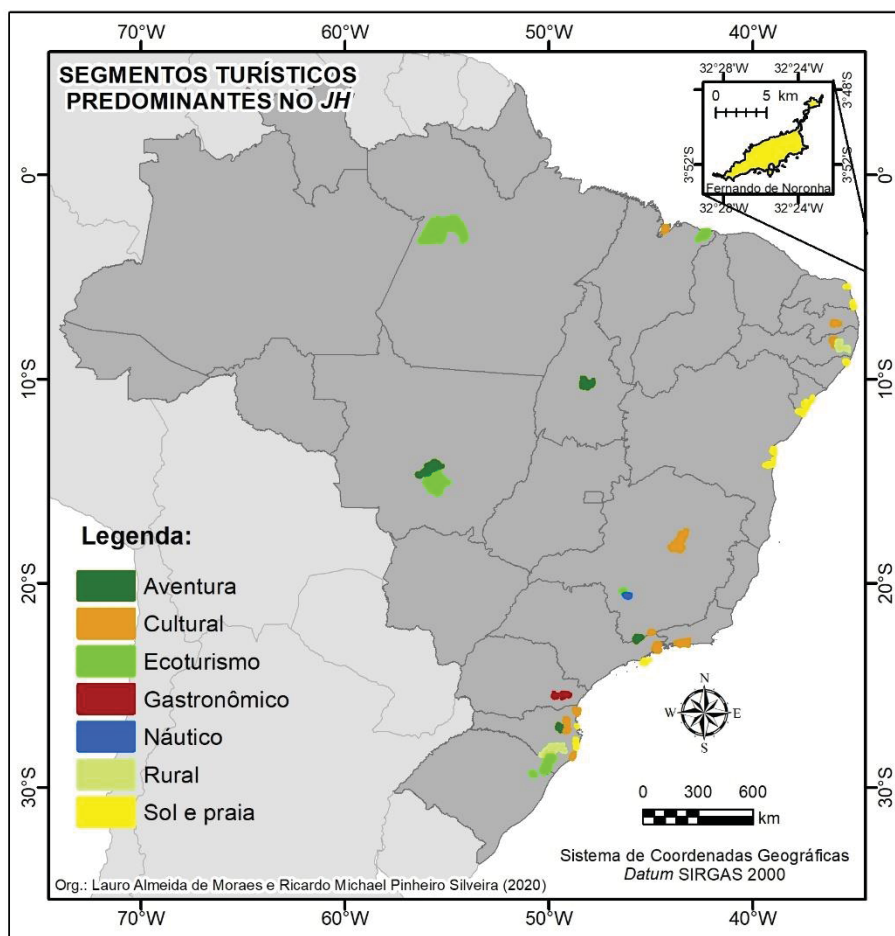 70°W 60°W 50°W 40°W
SEGMENTOS TURÍSTICOS
PREDOMINANTES NO JH
32°28'W 32°24'W
0 5 km
3°48'S 3°48'S
3°52'S 3°52'S
Fernando de Noronha
32°28'W 32°24'W
0° 0°
10°S 10°S
Legenda:
Aventura
Cultural
Ecoturismo
Gastronômico
Náutico
Rural
Sol e praia
20°S 20°S
N
W E
S
30°S 30°S
0 300 600
km
Sistema de Coordenadas Geográficas
Datum SIRGAS 2000
Org.: Lauro Almeida de Moraes e Ricardo Michael Pinheiro Silveira (2020)
70°W 60°W 50°W 40°W